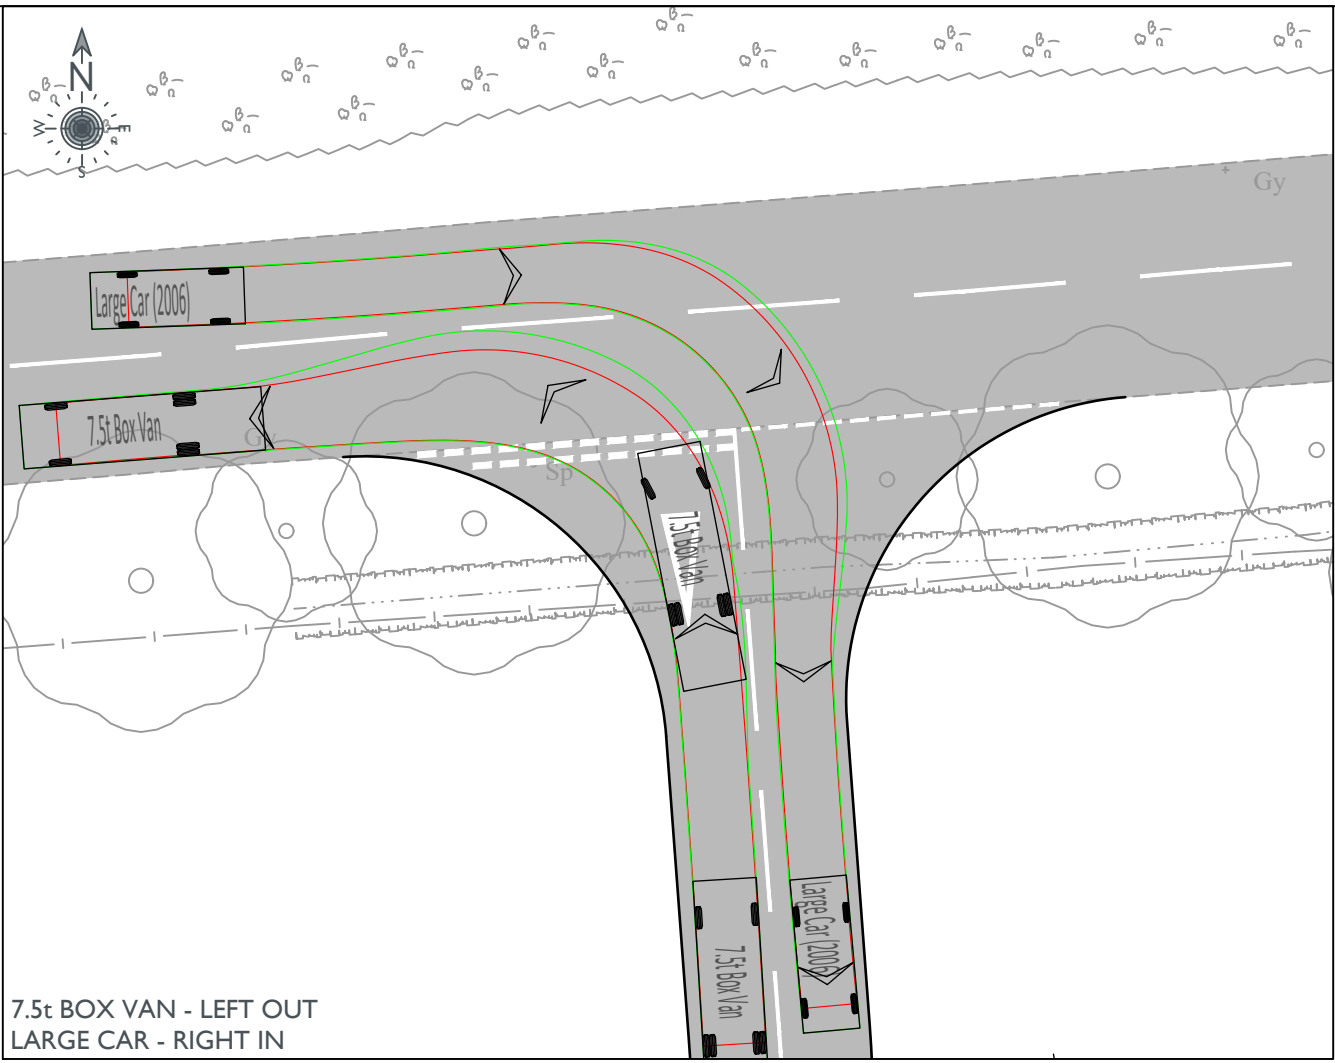 N
W
E
S
Gy
Large Car (2006)
7.5t Box Van
Gy
Sp
7.5t Box Van
7.5t Box Van
Large Car (2006)
7.5t BOX VAN - LEFT OUT
LARGE CAR - RIGHT IN